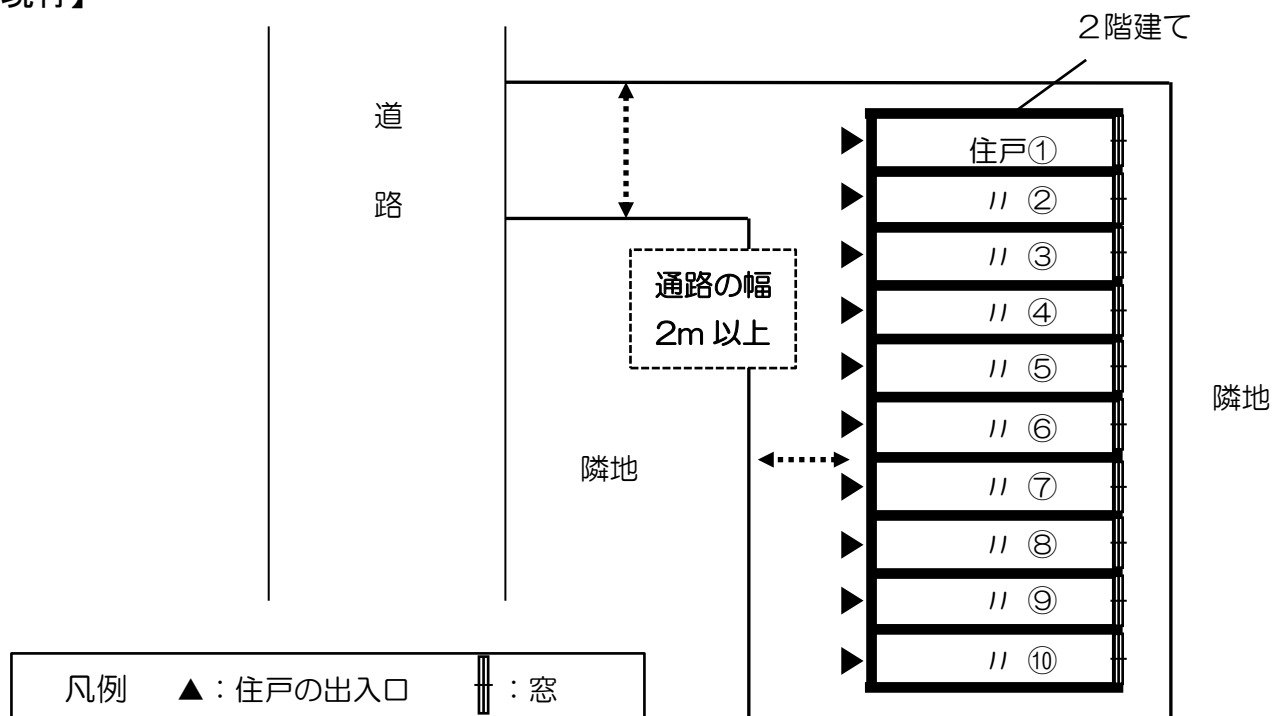 現行】
２階建て
道
路
住戸①
〃 ②
〃 ③
〃 ④
〃 ⑤
〃 ⑥
〃 ⑦
〃 ⑧
〃 ⑨
〃 ⑩
通路の幅
2m 以上
隣地
隣地
凡例 ▲：住戸の出入口 ：窓